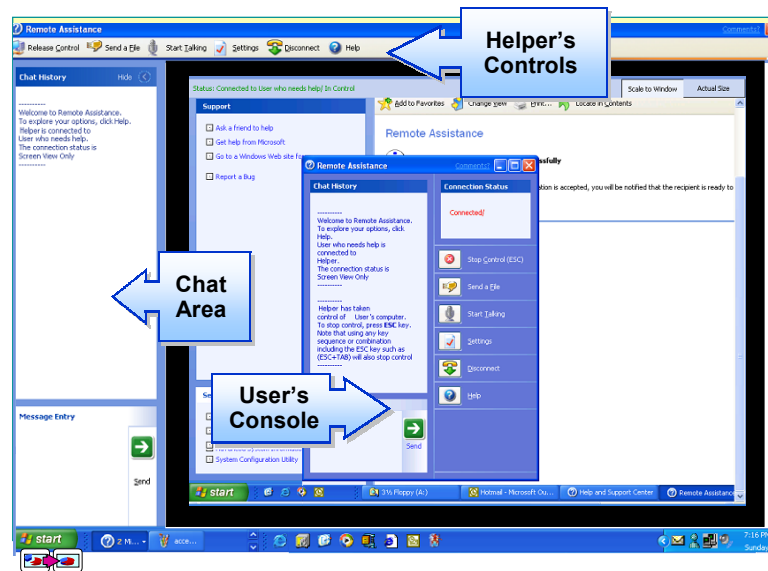 Remote Assistance
Comments?
Release Control Send a File Start Talking Settings Disconnect Help
Helper's
Controls
Chat History Hide
Welcome to Remote Assistance.
To explore your options, click Help.
Helper is connected to
User who needs help.
The connection status is
Screen View Only
Status: Connected to User who needs help/ In Control
Scale to Window Actual Size
Support
Ask a friend to help
Get help from Microsoft
Go to a Windows Web site fo
Report a Bug
Add to Favorites Change View Print... Locate in Contents
Remote Assistance
ssfully
ation is accepted, you will be notified that the recipient is ready to
Remote Assistance Comments?
Chat History
Welcome to Remote Assistance.
To explore your options, click
Help.
User who needs help is
connected to
Helper.
The connection status is
Screen View Only
Helper has taken
control of User's computer.
To stop control, press ESC key.
Note that using any key
sequence or combination
including the ESC key such as
(ESC+TAB) will also stop control
Connection Status
Connected/
Stop Control (ESC)
Send a File
Start Talking
Settings
Disconnect
Help
Send
Chat
Area
User's
Console
Se
System Configuration Utility
start 3½ Floppy (A:) Hotmail - Microsoft Ou... Help and Support Center Remote Assistance
Message Entry
Send
start 2 M... acce... 7:16 PM
Sunday